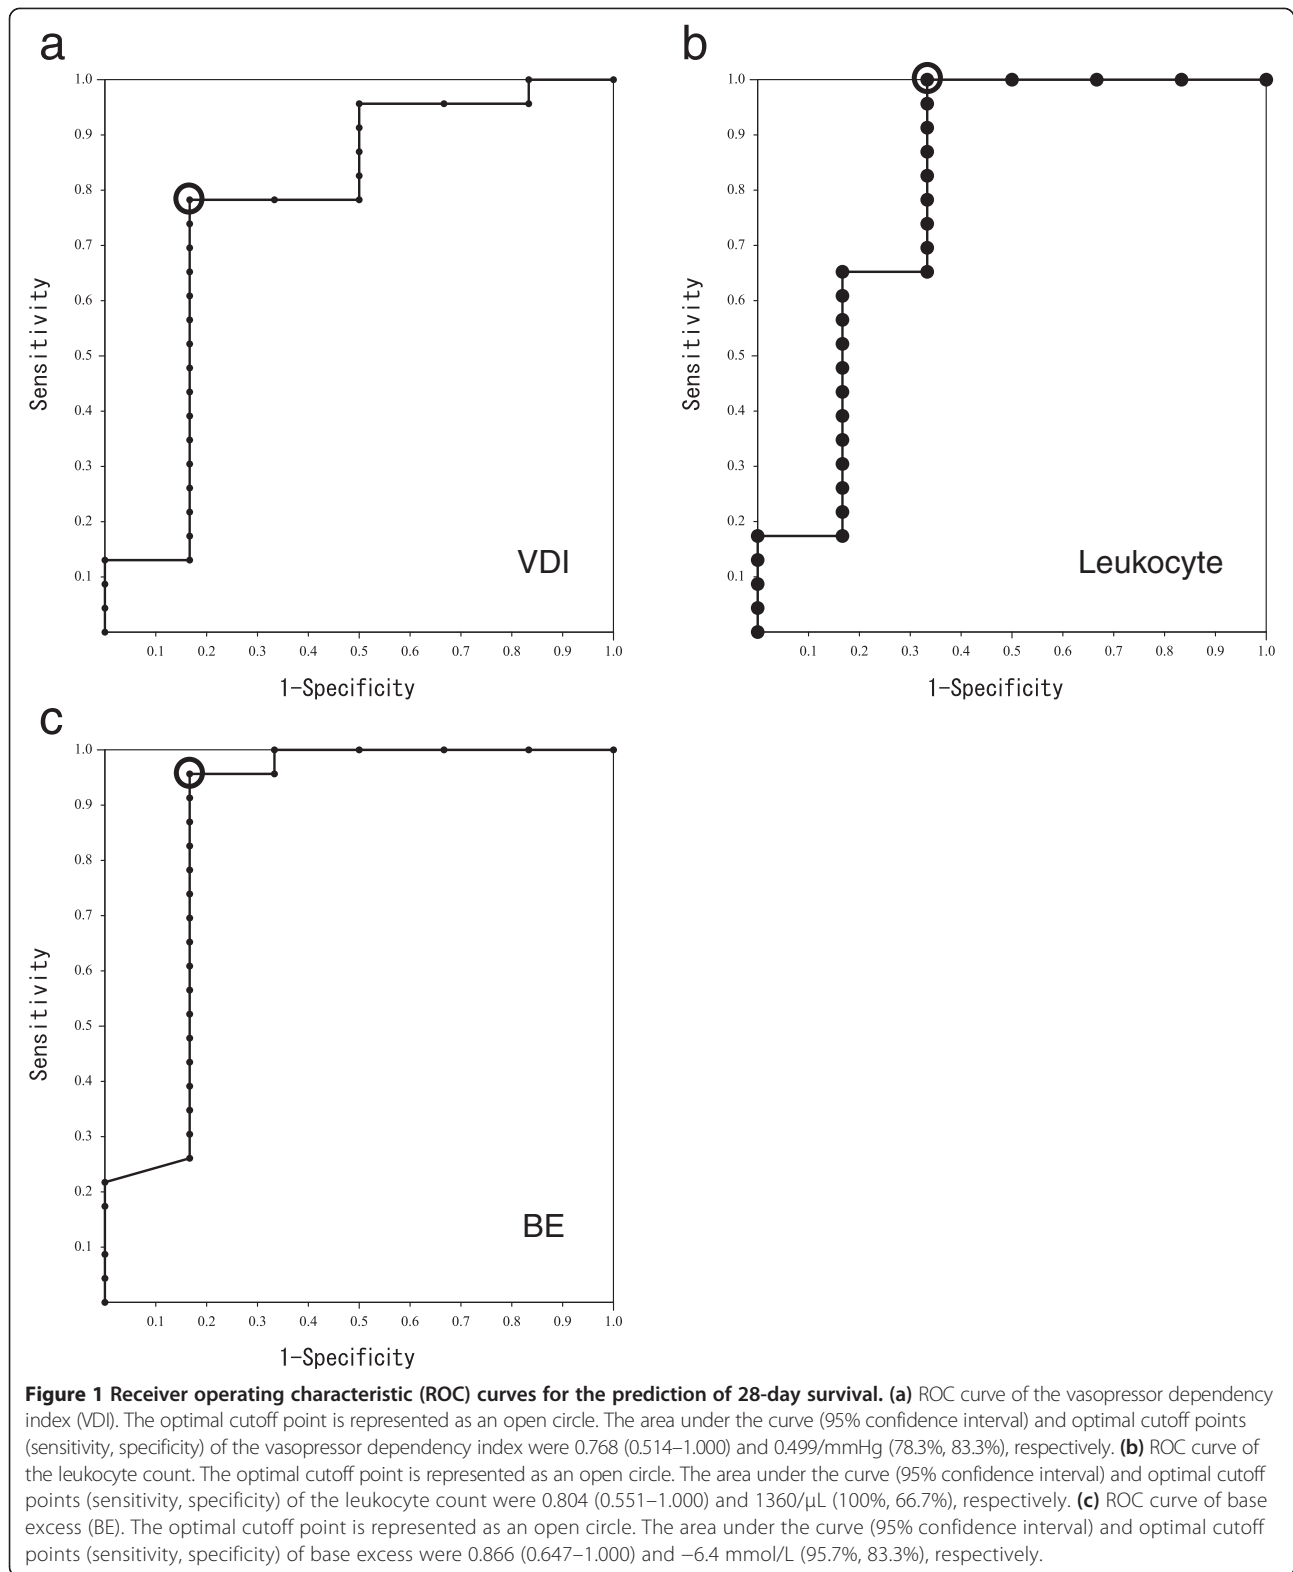 a
1.0
0.9
0.8
0.7
0.6
0.5
0.4
0.3
0.2
0.1
Sensitivity
VDI
0.1 0.2 0.3 0.4 0.5 0.6 0.7 0.8 0.9 1.0
1-Specificity
b
1.0
0.9
0.8
0.7
0.6
0.5
0.4
0.3
0.2
0.1
Sensitivity
Leukocyte
0.1 0.2 0.3 0.4 0.5 0.6 0.7 0.8 0.9 1.0
1-Specificity
c
1.0
0.9
0.8
0.7
0.6
0.5
0.4
0.3
0.2
0.1
Sensitivity
BE
0.1 0.2 0.3 0.4 0.5 0.6 0.7 0.8 0.9 1.0
1-Specificity
Figure 1 Receiver operating characteristic (ROC) curves for the prediction of 28-day survival. (a) ROC curve of the vasopressor dependency
index (VDI). The optimal cutoff point is represented as an open circle. The area under the curve (95% confidence interval) and optimal cutoff points
(sensitivity, specificity) of the vasopressor dependency index were 0.768 (0.514–1.000) and 0.499/mmHg (78.3%, 83.3%), respectively. (b) ROC curve of
the leukocyte count. The optimal cutoff point is represented as an open circle. The area under the curve (95% confidence interval) and optimal cutoff
points (sensitivity, specificity) of the leukocyte count were 0.804 (0.551–1.000) and 1360/μL (100%, 66.7%), respectively. (c) ROC curve of base
excess (BE). The optimal cutoff point is represented as an open circle. The area under the curve (95% confidence interval) and optimal cutoff
points (sensitivity, specificity) of base excess were 0.866 (0.647–1.000) and −6.4 mmol/L (95.7%, 83.3%), respectively.